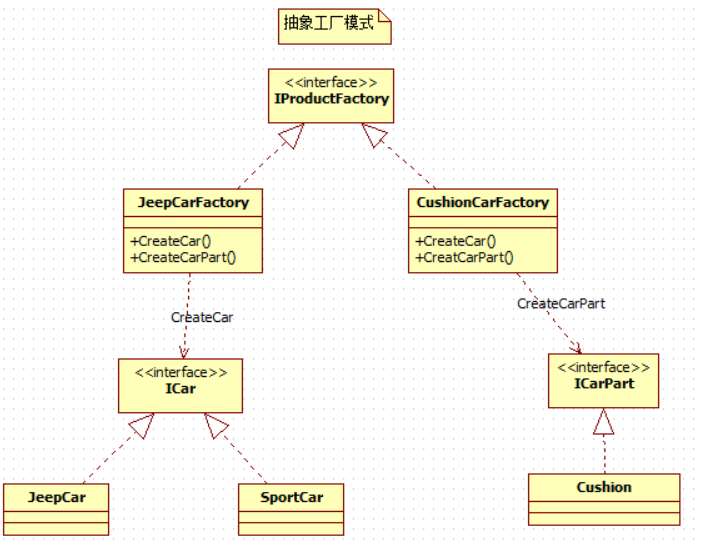 抽象工厂模式
<<interface>>
IProductFactory
JeepCarFactory
+CreateCar()
+CreateCarPart()
CushionCarFactory
+CreateCar()
+CreatCarPart()
CreateCar
CreateCarPart
<<interface>>
ICar
<<interface>>
ICarPart
JeepCar
SportCar
Cushion